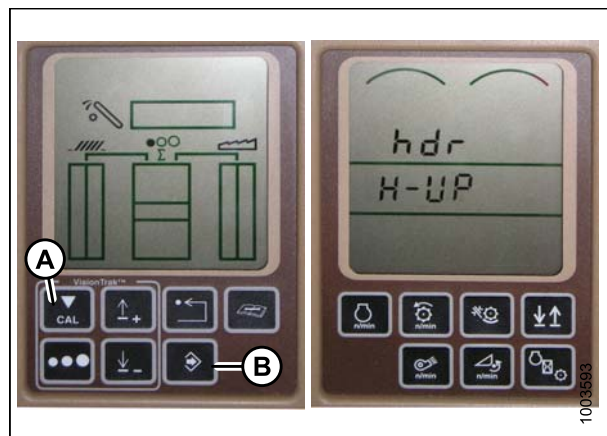 Σ
A
VisionTrak™
CAL
+
-
B
hdr
H-UP
n/min
n/min
n/min
n/min
1003593